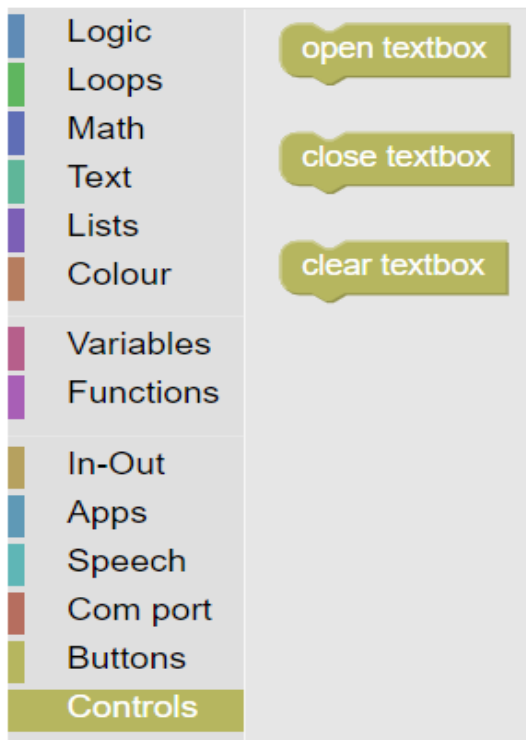 Logic
Loops
Math
Text
Lists
Colour
Variables
Functions
In-Out
Apps
Speech
Com port
Buttons
Controls
open textbox
close textbox
clear textbox